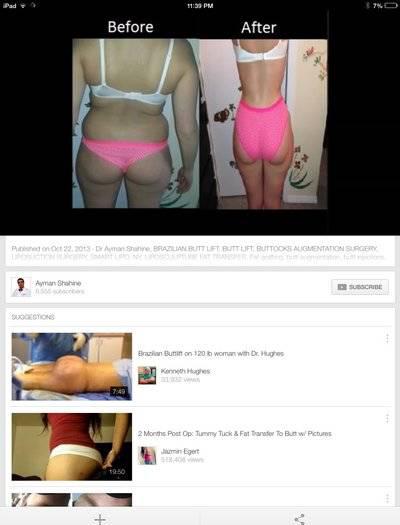 iPad
11:39 PM
7%
Before
After
Published on Oct 22, 2013 - Dr Ayman Shahine, BRAZILIAN BUTT LIFT, BUTT LIFT, BUTTOCKS AUGMENTATION SURGERY,
LIPOSUCTION SURGERY, SMART LIPO, NY, LIPOSCULPTURE FAT TRANSFER, Fat grafting, butt augmentation, butt injections,
Ayman Shahine
subscribers
SUBSCRIBE
SUGGESTIONS
Brazilian Buttlift on 120 lb woman with Dr. Hughes
Kenneth Hughes
33,932 views
7:49
2 Months Post Op: Tummy Tuck & Fat Transfer To Butt w/ Pictures
Jazmin Egert
518,408 views
19:50